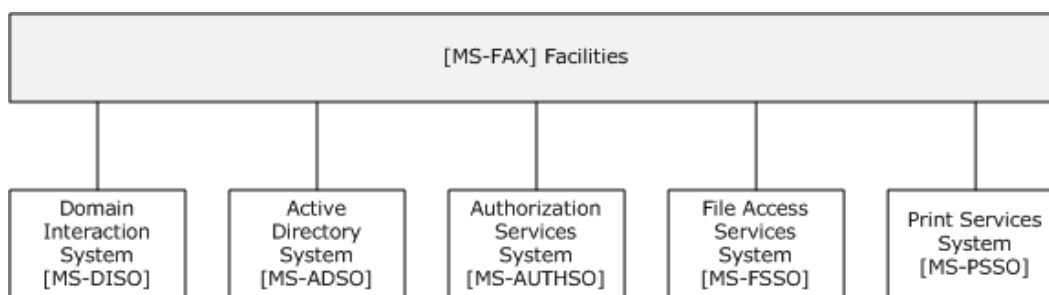 [MS-FAX] Facilities
Domain
Interaction
System
[MS-DISO]
Active
Directory
System
[MS-ADSO]
Authorization
Services
System
[MS-AUTHSO]
File Access
Services
System
[MS-FSSO]
Print Services
System
[MS-PSSO]